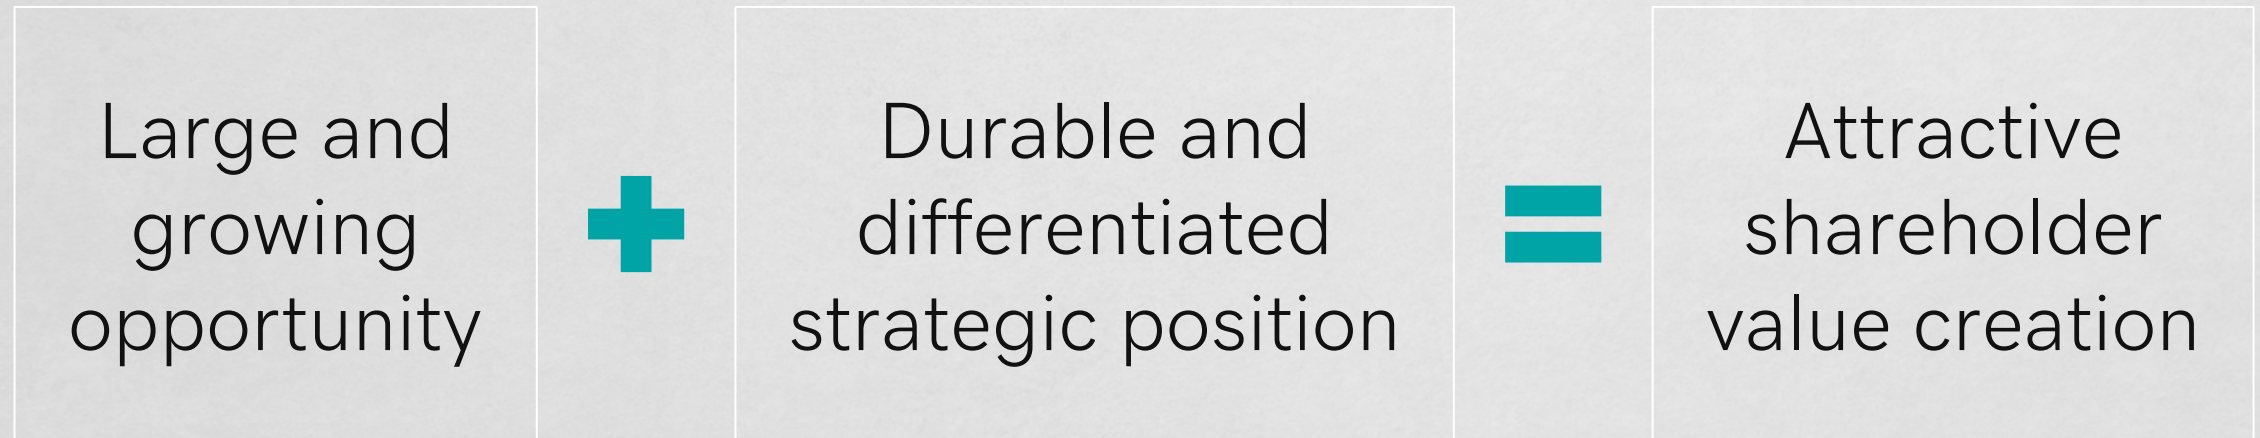 Large and
growing
opportunity
+
Durable and
differentiated
strategic position
=
Attractive
shareholder
value creation